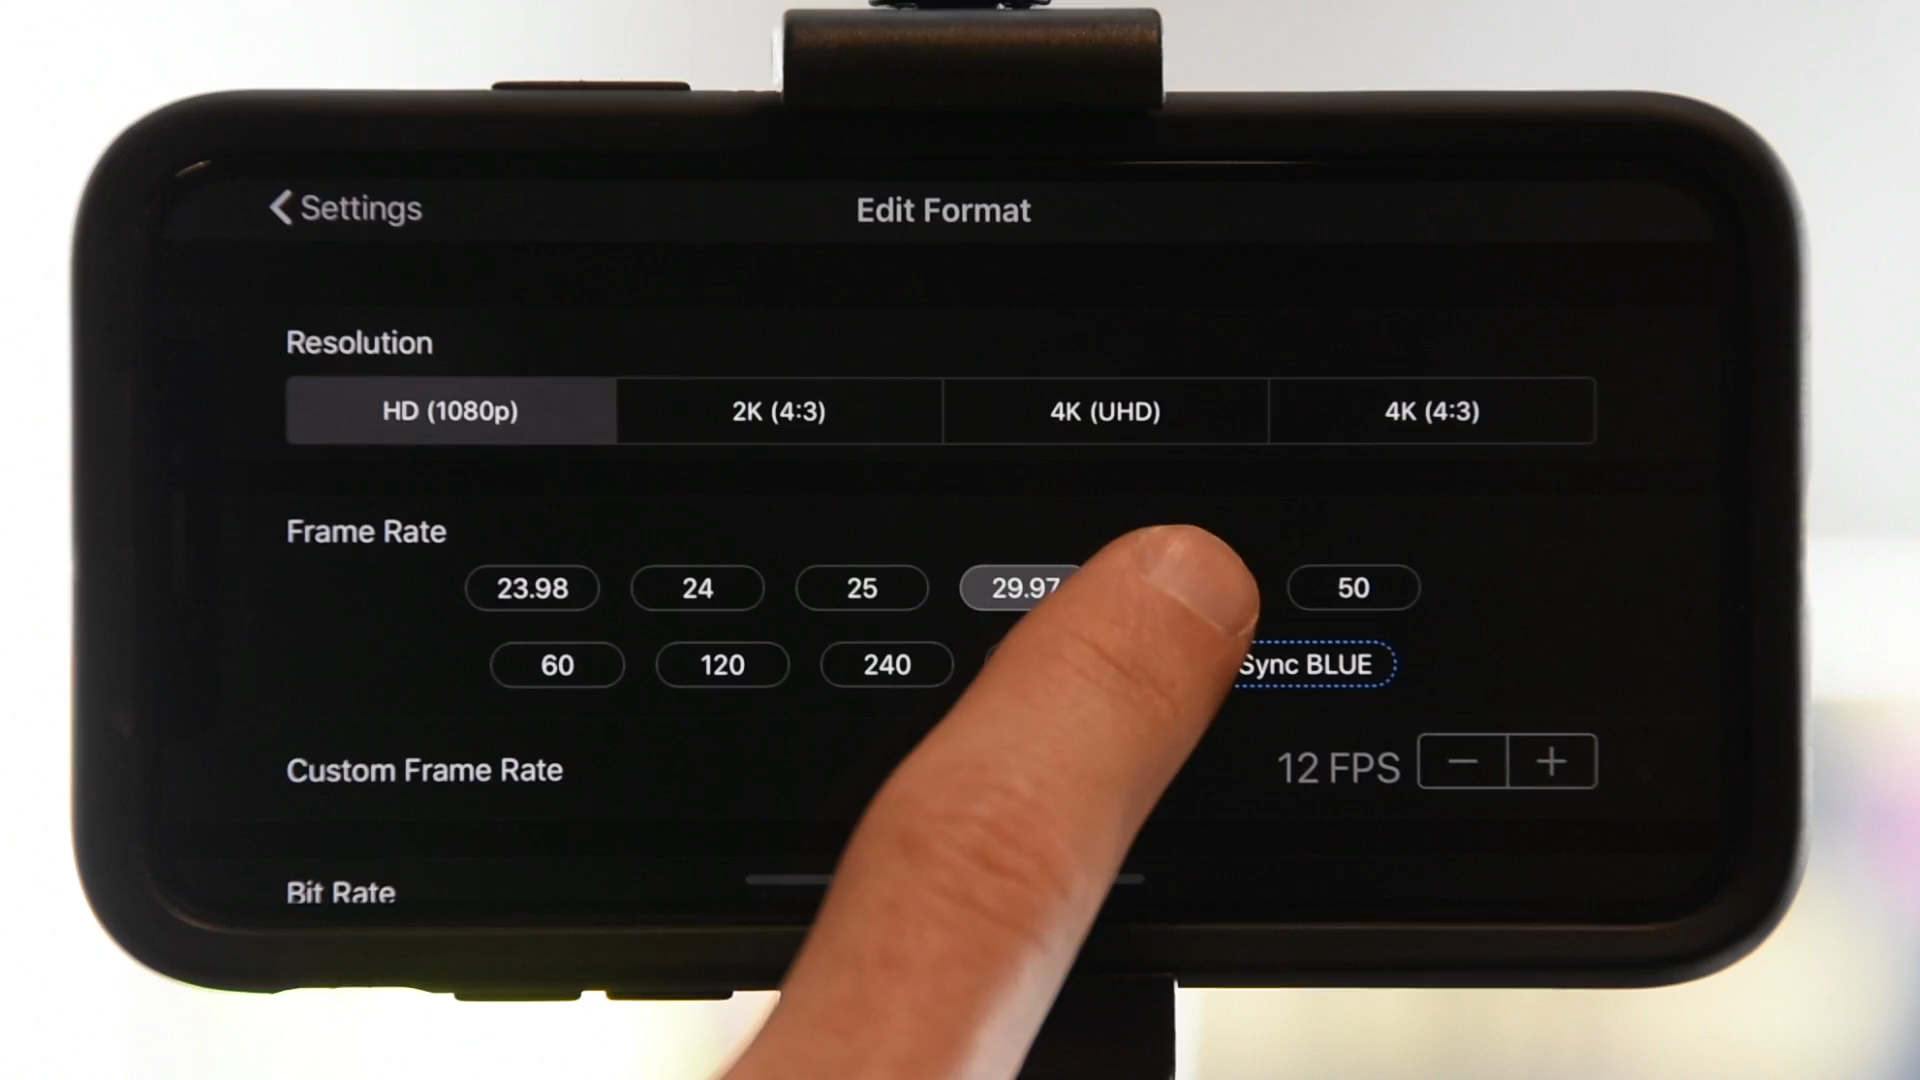 Settings
Edit Format
Resolution
HD (1080p) 2K (4:3) 4K (UHD) 4K (4:3)
Frame Rate
23.98 24 25 29.97 50
60 120 240 Sync BLUE
Custom Frame Rate 12 FPS
Bit Rate